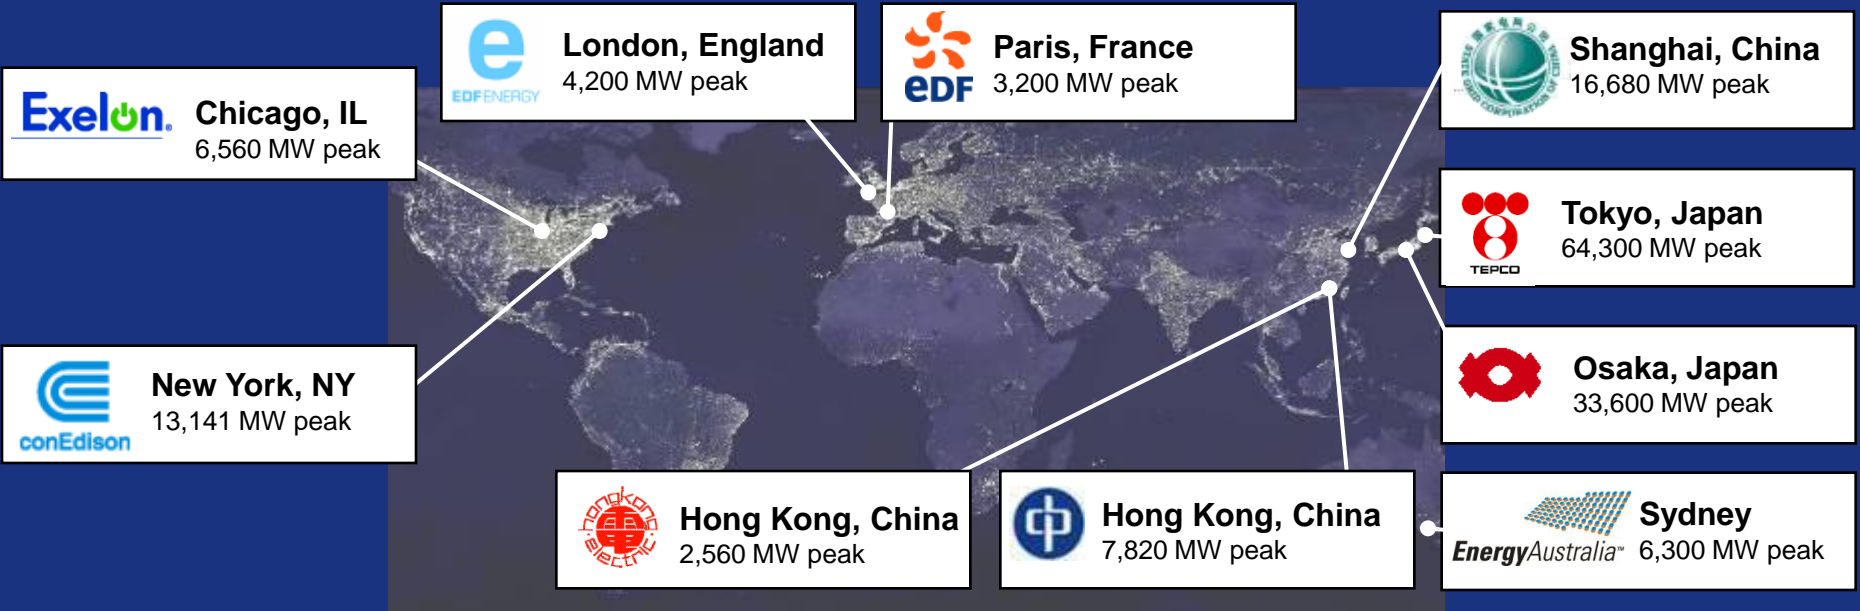 EDFENERGY
London, England
4,200 MW peak
eDF
Paris, France
3,200 MW peak
Shanghai, China
16,680 MW peak
Exelon.
Chicago, IL
6,560 MW peak
TEPCO
Tokyo, Japan
64,300 MW peak
conEdison
New York, NY
13,141 MW peak
Osaka, Japan
33,600 MW peak
hongkong
電
electric
Hong Kong, China
2,560 MW peak
Hong Kong, China
7,820 MW peak
EnergyAustralia™
Sydney
6,300 MW peak